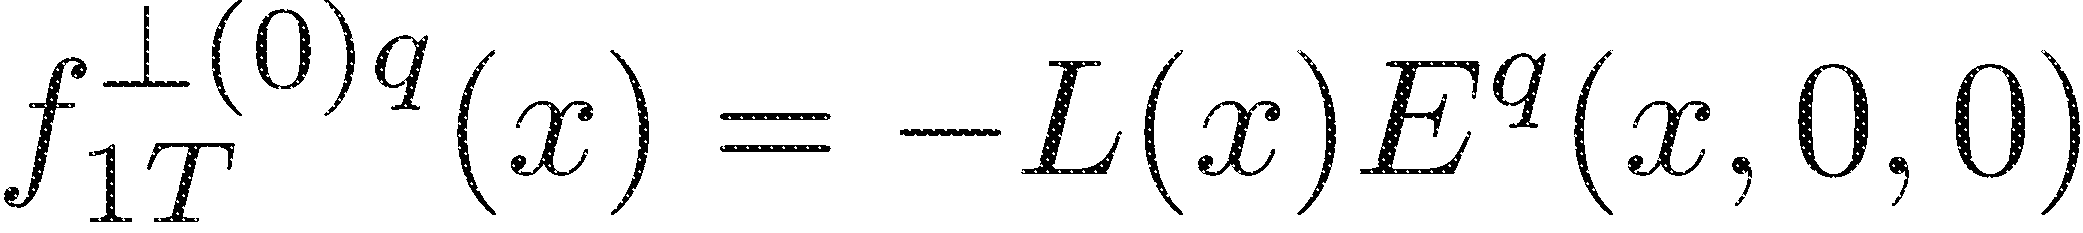 f_{1T}^{\perp(0)q}(x) = -L(x)E^q(x,0,0)